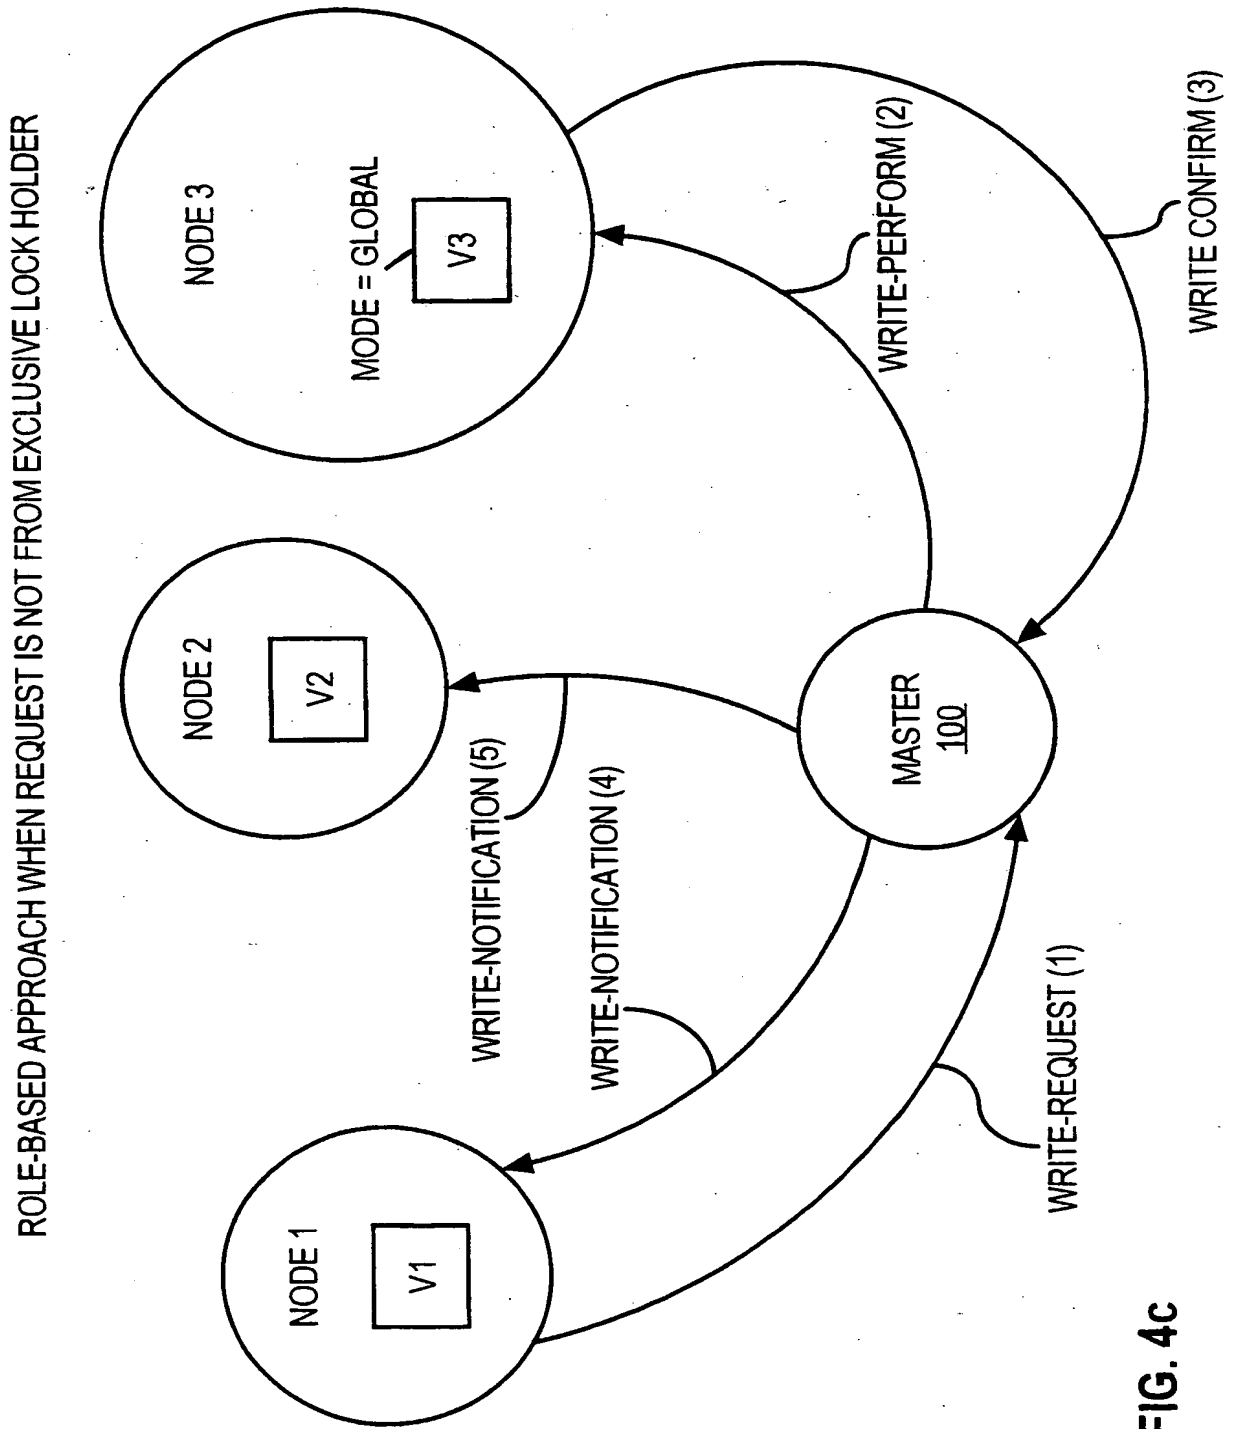 ROLE-BASED APPROACH WHEN REQUEST IS NOT FROM EXCLUSIVE LOCK HOLDER
NODE 1
V1
NODE 2
V2
NODE 3
MODE = GLOBAL
V3
WRITE-NOTIFICATION (5)
WRITE-NOTIFICATION (4)
WRITE-PERFORM (2)
MASTER
100
WRITE-REQUEST (1)
WRITE CONFIRM (3)
FIG. 4c